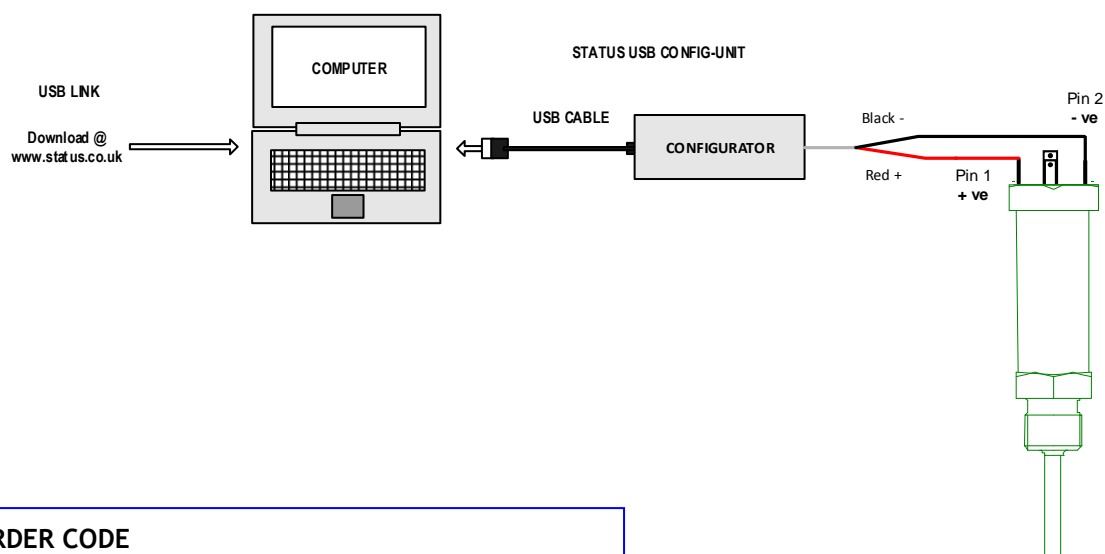 STATUS USB CONFIG-UNIT
COMPUTER
USB LINK
Download @
www.status.co.uk
USB CABLE
CONFIGURATOR
Black -
Red +
Pin 1
+ ve
Pin 2
- ve
RDER CODE